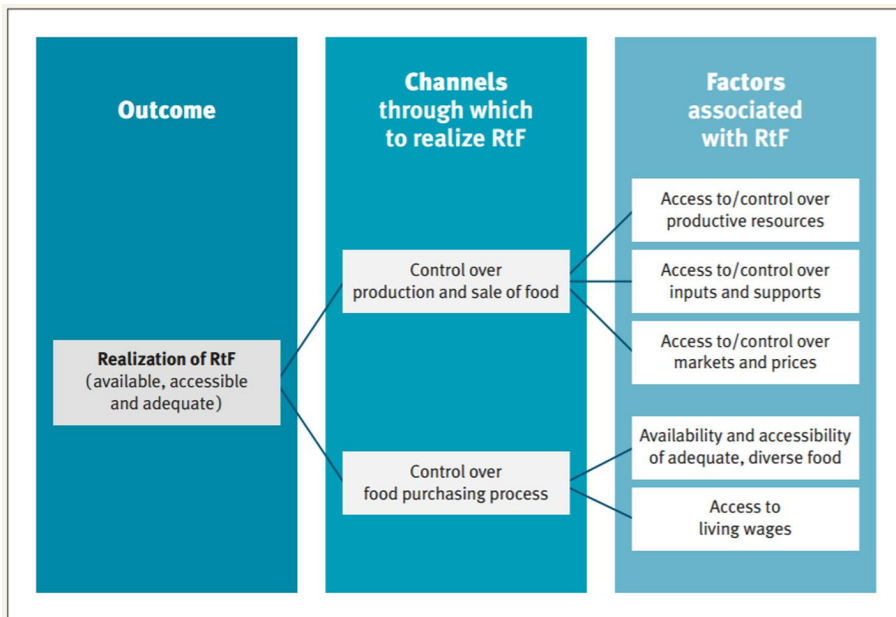 Outcome
Channels
through which
to realize RtF
Factors
associated
with RtF
Realization of RtF
(available, accessible
and adequate)
Control over
production and sale of food
Control over
food purchasing process
Access to/control over
productive resources
Access to/control over
inputs and supports
Access to/control over
markets and prices
Availability and accessibility
of adequate, diverse food
Access to
living wages